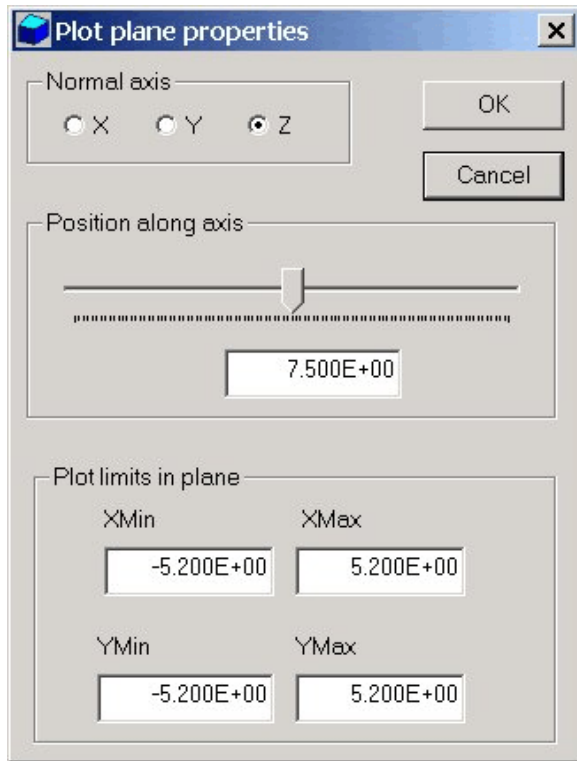 Plot plane properties
Normal axis
X Y Z
OK
Cancel
Position along axis
7.500E+00
Plot limits in plane
XMin XMax
-5.200E+00 5.200E+00
YMin YMax
-5.200E+00 5.200E+00